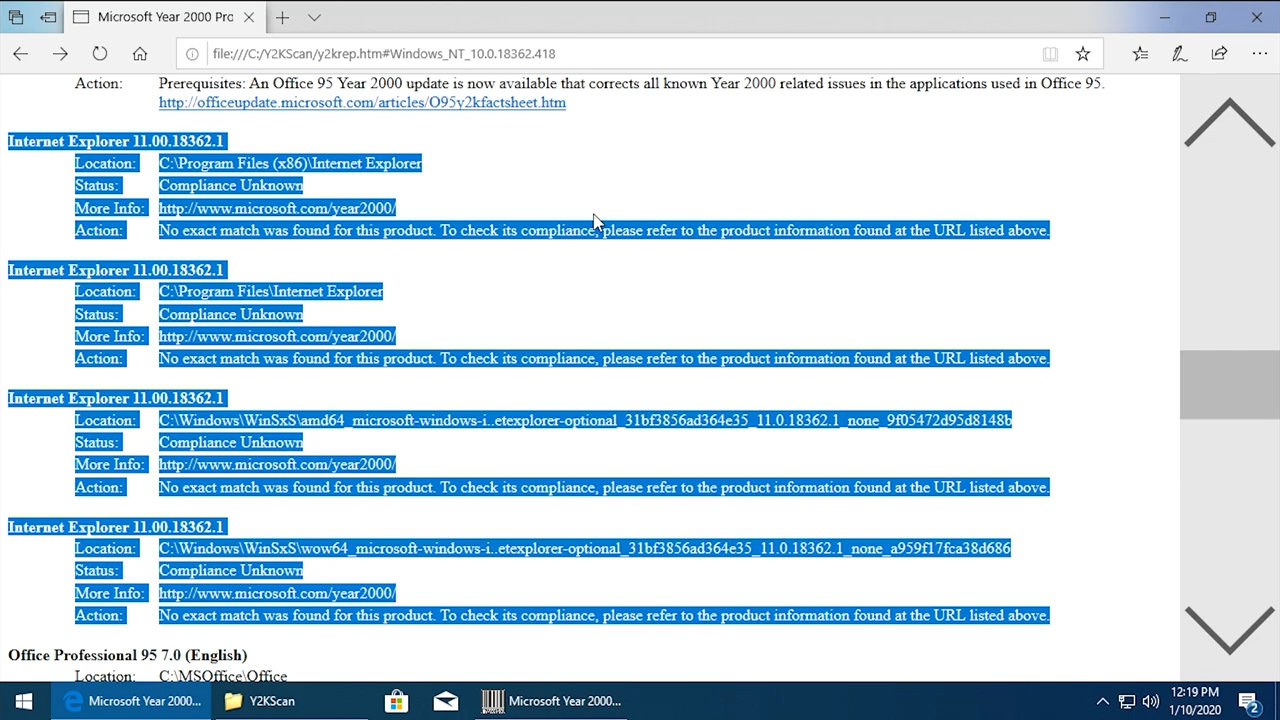 Microsoft Year 2000 Pro
file:///C:/Y2KScan/y2krep.htm#Windows_NT_10.0.18362.418
Action: Prerequisites: An Office 95 Year 2000 update is now available that corrects all known Year 2000 related issues in the applications used in Office 95.
http://officeupdate.microsoft.com/articles/O95y2kfactsheet.htm
Internet Explorer 11.00.18362.1
Location: C:\Program Files (x86)\Internet Explorer
Status: Compliance Unknown
More Info: http://www.microsoft.com/year2000/
Action: No exact match was found for this product. To check its compliance, please refer to the product information found at the URL listed above.
Internet Explorer 11.00.18362.1
Location: C:\Program Files\Internet Explorer
Status: Compliance Unknown
More Info: http://www.microsoft.com/year2000/
Action: No exact match was found for this product. To check its compliance, please refer to the product information found at the URL listed above.
Internet Explorer 11.00.18362.1
Location: C:\Windows\WinSxS\amd64_microsoft-windows-i..etexplorer-optional_31bf3856ad364e35_11.0.18362.1_none_9f05472d95d8148b
Status: Compliance Unknown
More Info: http://www.microsoft.com/year2000/
Action: No exact match was found for this product. To check its compliance, please refer to the product information found at the URL listed above.
Internet Explorer 11.00.18362.1
Location: C:\Windows\WinSxS\wow64_microsoft-windows-i..etexplorer-optional_31bf3856ad364e35_11.0.18362.1_none_a959f17fca38d686
Status: Compliance Unknown
More Info: http://www.microsoft.com/year2000/
Action: No exact match was found for this product. To check its compliance, please refer to the product information found at the URL listed above.
Office Professional 95 7.0 (English)
Location: C:\MSOffice\Office
Microsoft Year 2000... Y2KScan Microsoft Year 2000... 12:19 PM
1/10/2020 2